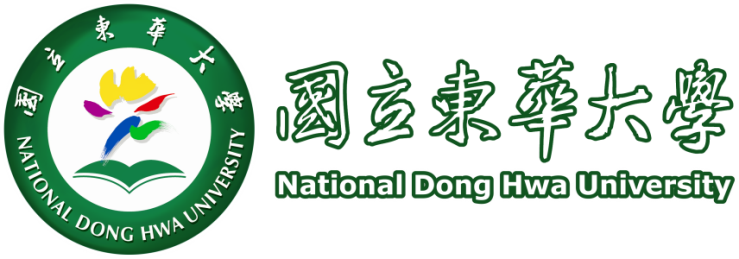 國立東華大學
NATIONAL DONG HWA UNIVERSITY
國立東華大學
National Dong Hwa University